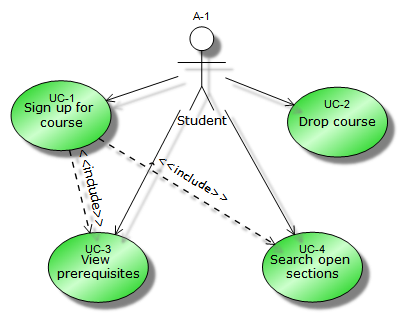 A-1
UC-1
Sign up for
course
UC-2
Drop course
Student
<<include>>
<<include>>
UC-3
View
prerequisites
UC-4
Search open
sections